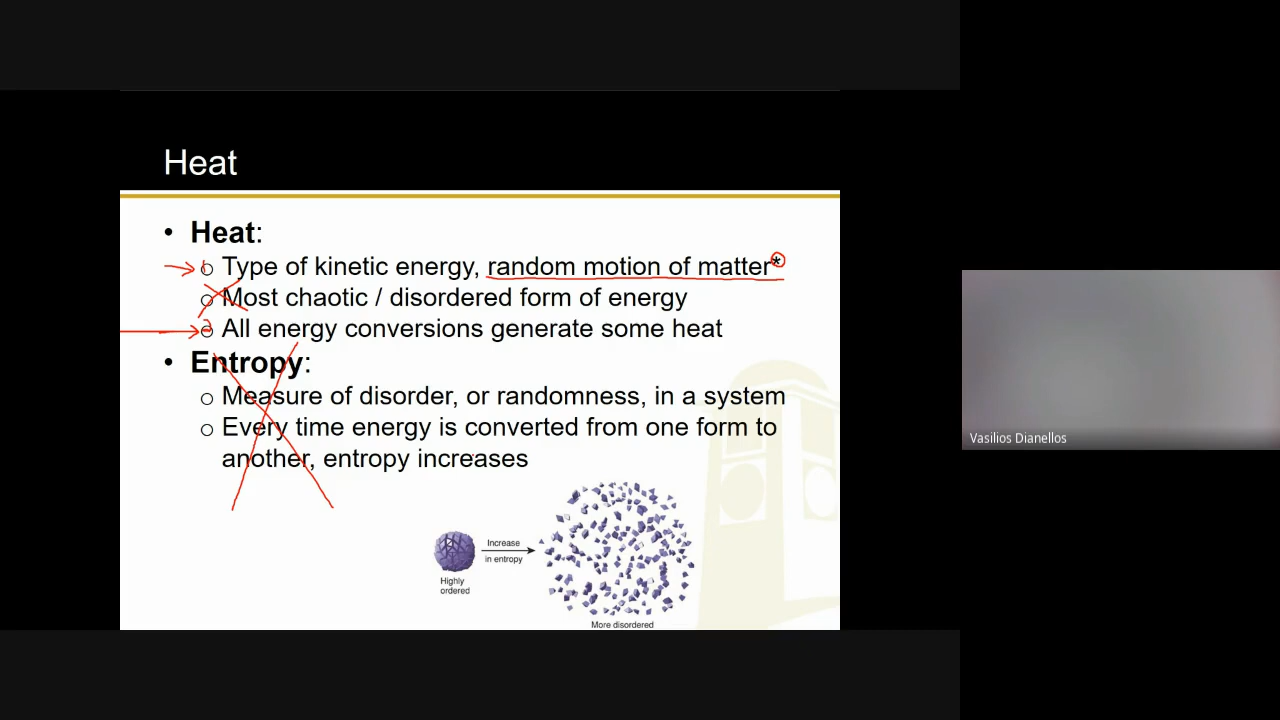 Heat
• Heat:
o Type of kinetic energy, random motion of matter*
o Most chaotic / disordered form of energy
o All energy conversions generate some heat
• Entropy:
o Measure of disorder, or randomness, in a system
o Every time energy is converted from one form to
another, entropy increases
Increase
in entropy
Highly
ordered
More disordered
Vasilios Dianellos